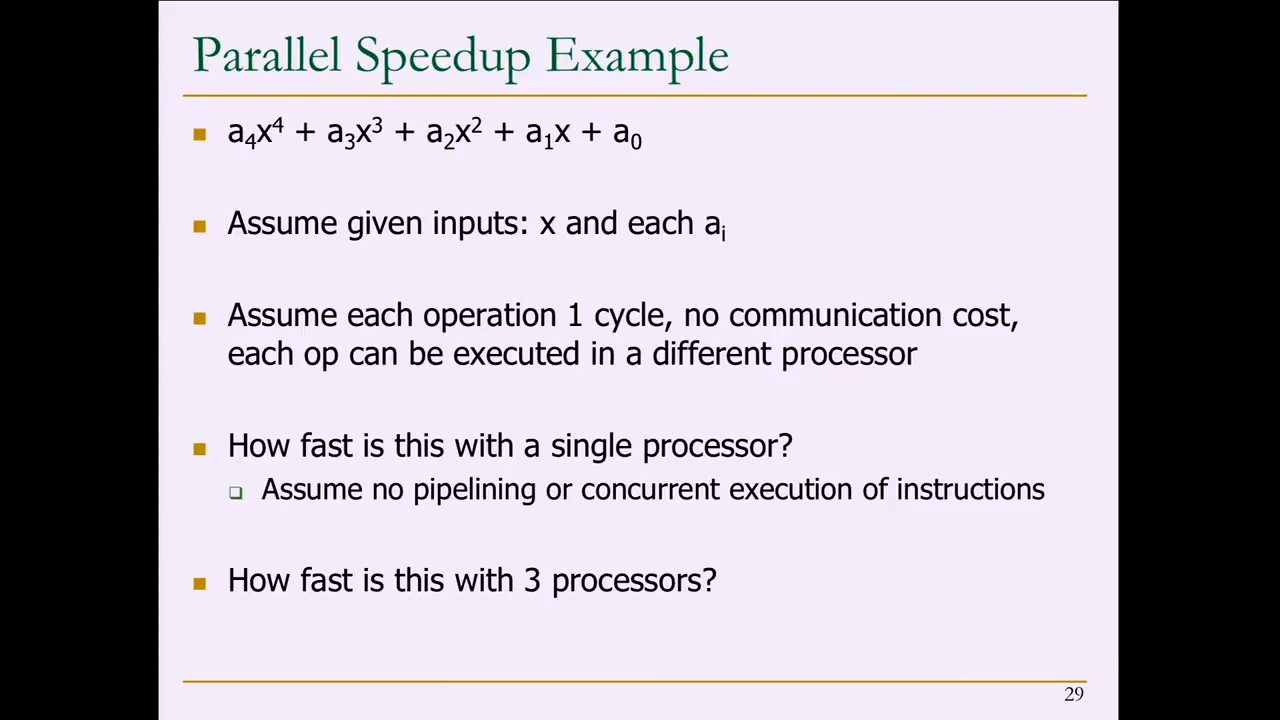 Parallel Speedup Example
a₄x⁴ + a₃x³ + a₂x² + a₁x + a₀
Assume given inputs: x and each aᵢ
Assume each operation 1 cycle, no communication cost,
each op can be executed in a different processor
How fast is this with a single processor?
Assume no pipelining or concurrent execution of instructions
How fast is this with 3 processors?
29